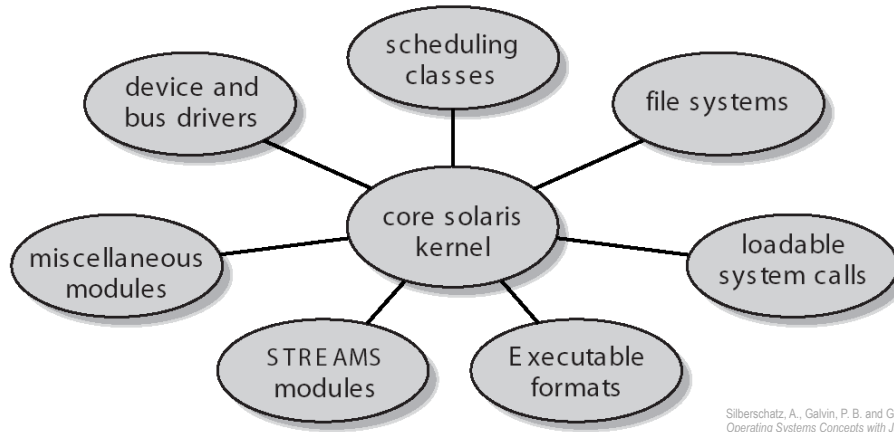 scheduling
classes
device and
bus drivers
file systems
core solaris
kernel
miscellaneous
modules
loadable
system calls
STREAMS
modules
Executable
formats
Silberschatz, A., Galvin, P. B. and G
Operating Systems Concepts with J